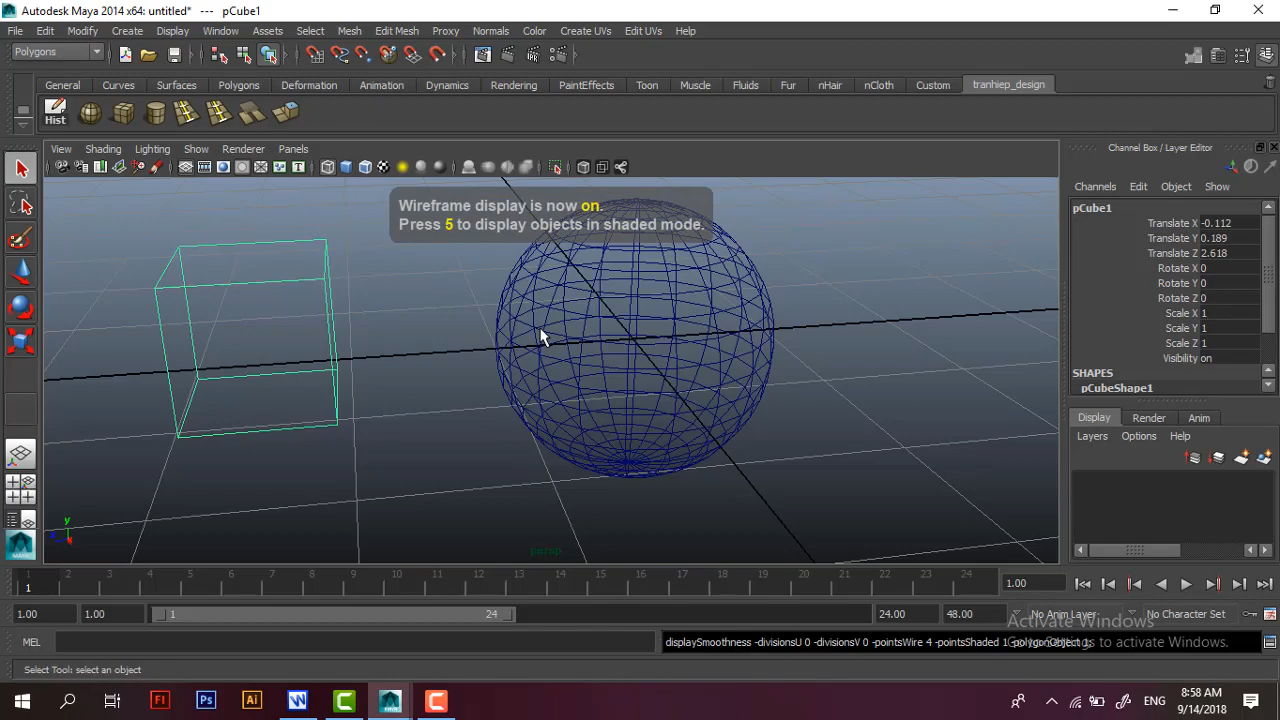 Autodesk Maya 2014 x64: untitled* --- pCube1
File Edit Modify Create Display Window Assets Select Mesh Edit Mesh Proxy Normals Color Create UVs Edit UVs Help
Polygons
General Curves Surfaces Polygons Deformation Animation Dynamics Rendering PaintEffects Toon Muscle Fluids Fur nHair nCloth Custom tranhiep_design
Hist
View Shading Lighting Show Renderer Panels
Channel Box / Layer Editor
Channels Edit Object Show
Wireframe display is now on.
Press 5 to display objects in shaded mode.
pCube1
Translate X -0.112
Translate Y 0.189
Translate Z 2.618
Rotate X 0
Rotate Y 0
Rotate Z 0
Scale X 1
Scale Y 1
Scale Z 1
Visibility on
SHAPES
pCubeShape1
Display Render Anim
Layers Options Help
y
z
x
persp
MAYA
1 2 3 4 5 6 7 8 9 10 11 12 13 14 15 16 17 18 19 20 21 22 23 24
1
1.00
1.00 1.00 1 24 24.00 48.00 No Anim Layer No Character Set
Activate Windows
Go to Settings to activate Windows.
MEL displaySmoothness -divisionsU 0 -divisionsV 0 -pointsWire 4 -pointsShaded 1 -polygonObject 1;
Select Tool: select an object
Fl Ps Ai W ENG
8:58 AM
9/14/2018